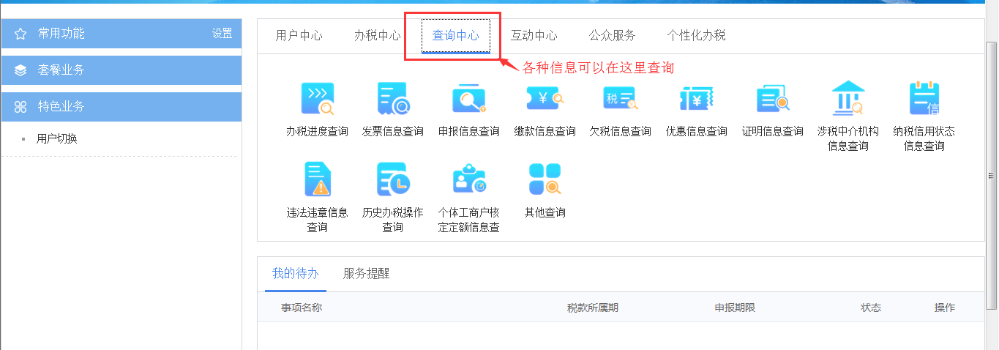 常用功能 设置
套餐业务
特色业务
用户切换
用户中心 办税中心 查询中心 互动中心 公众服务 个性化办税
各种信息可以在这里查询
办税进度查询 发票信息查询 申报信息查询 缴款信息查询 欠税信息查询 优惠信息查询 证明信息查询 涉税中介机构 纳税信用状态
信息查询 信息查询
¥ 税 ¥ 信
违法违章信息 历史办税操作 个体工商户核 其他查询
查询 查询 定定额信息查
我的待办 服务提醒
事项名称 税款所属期 申报期限 状态 操作